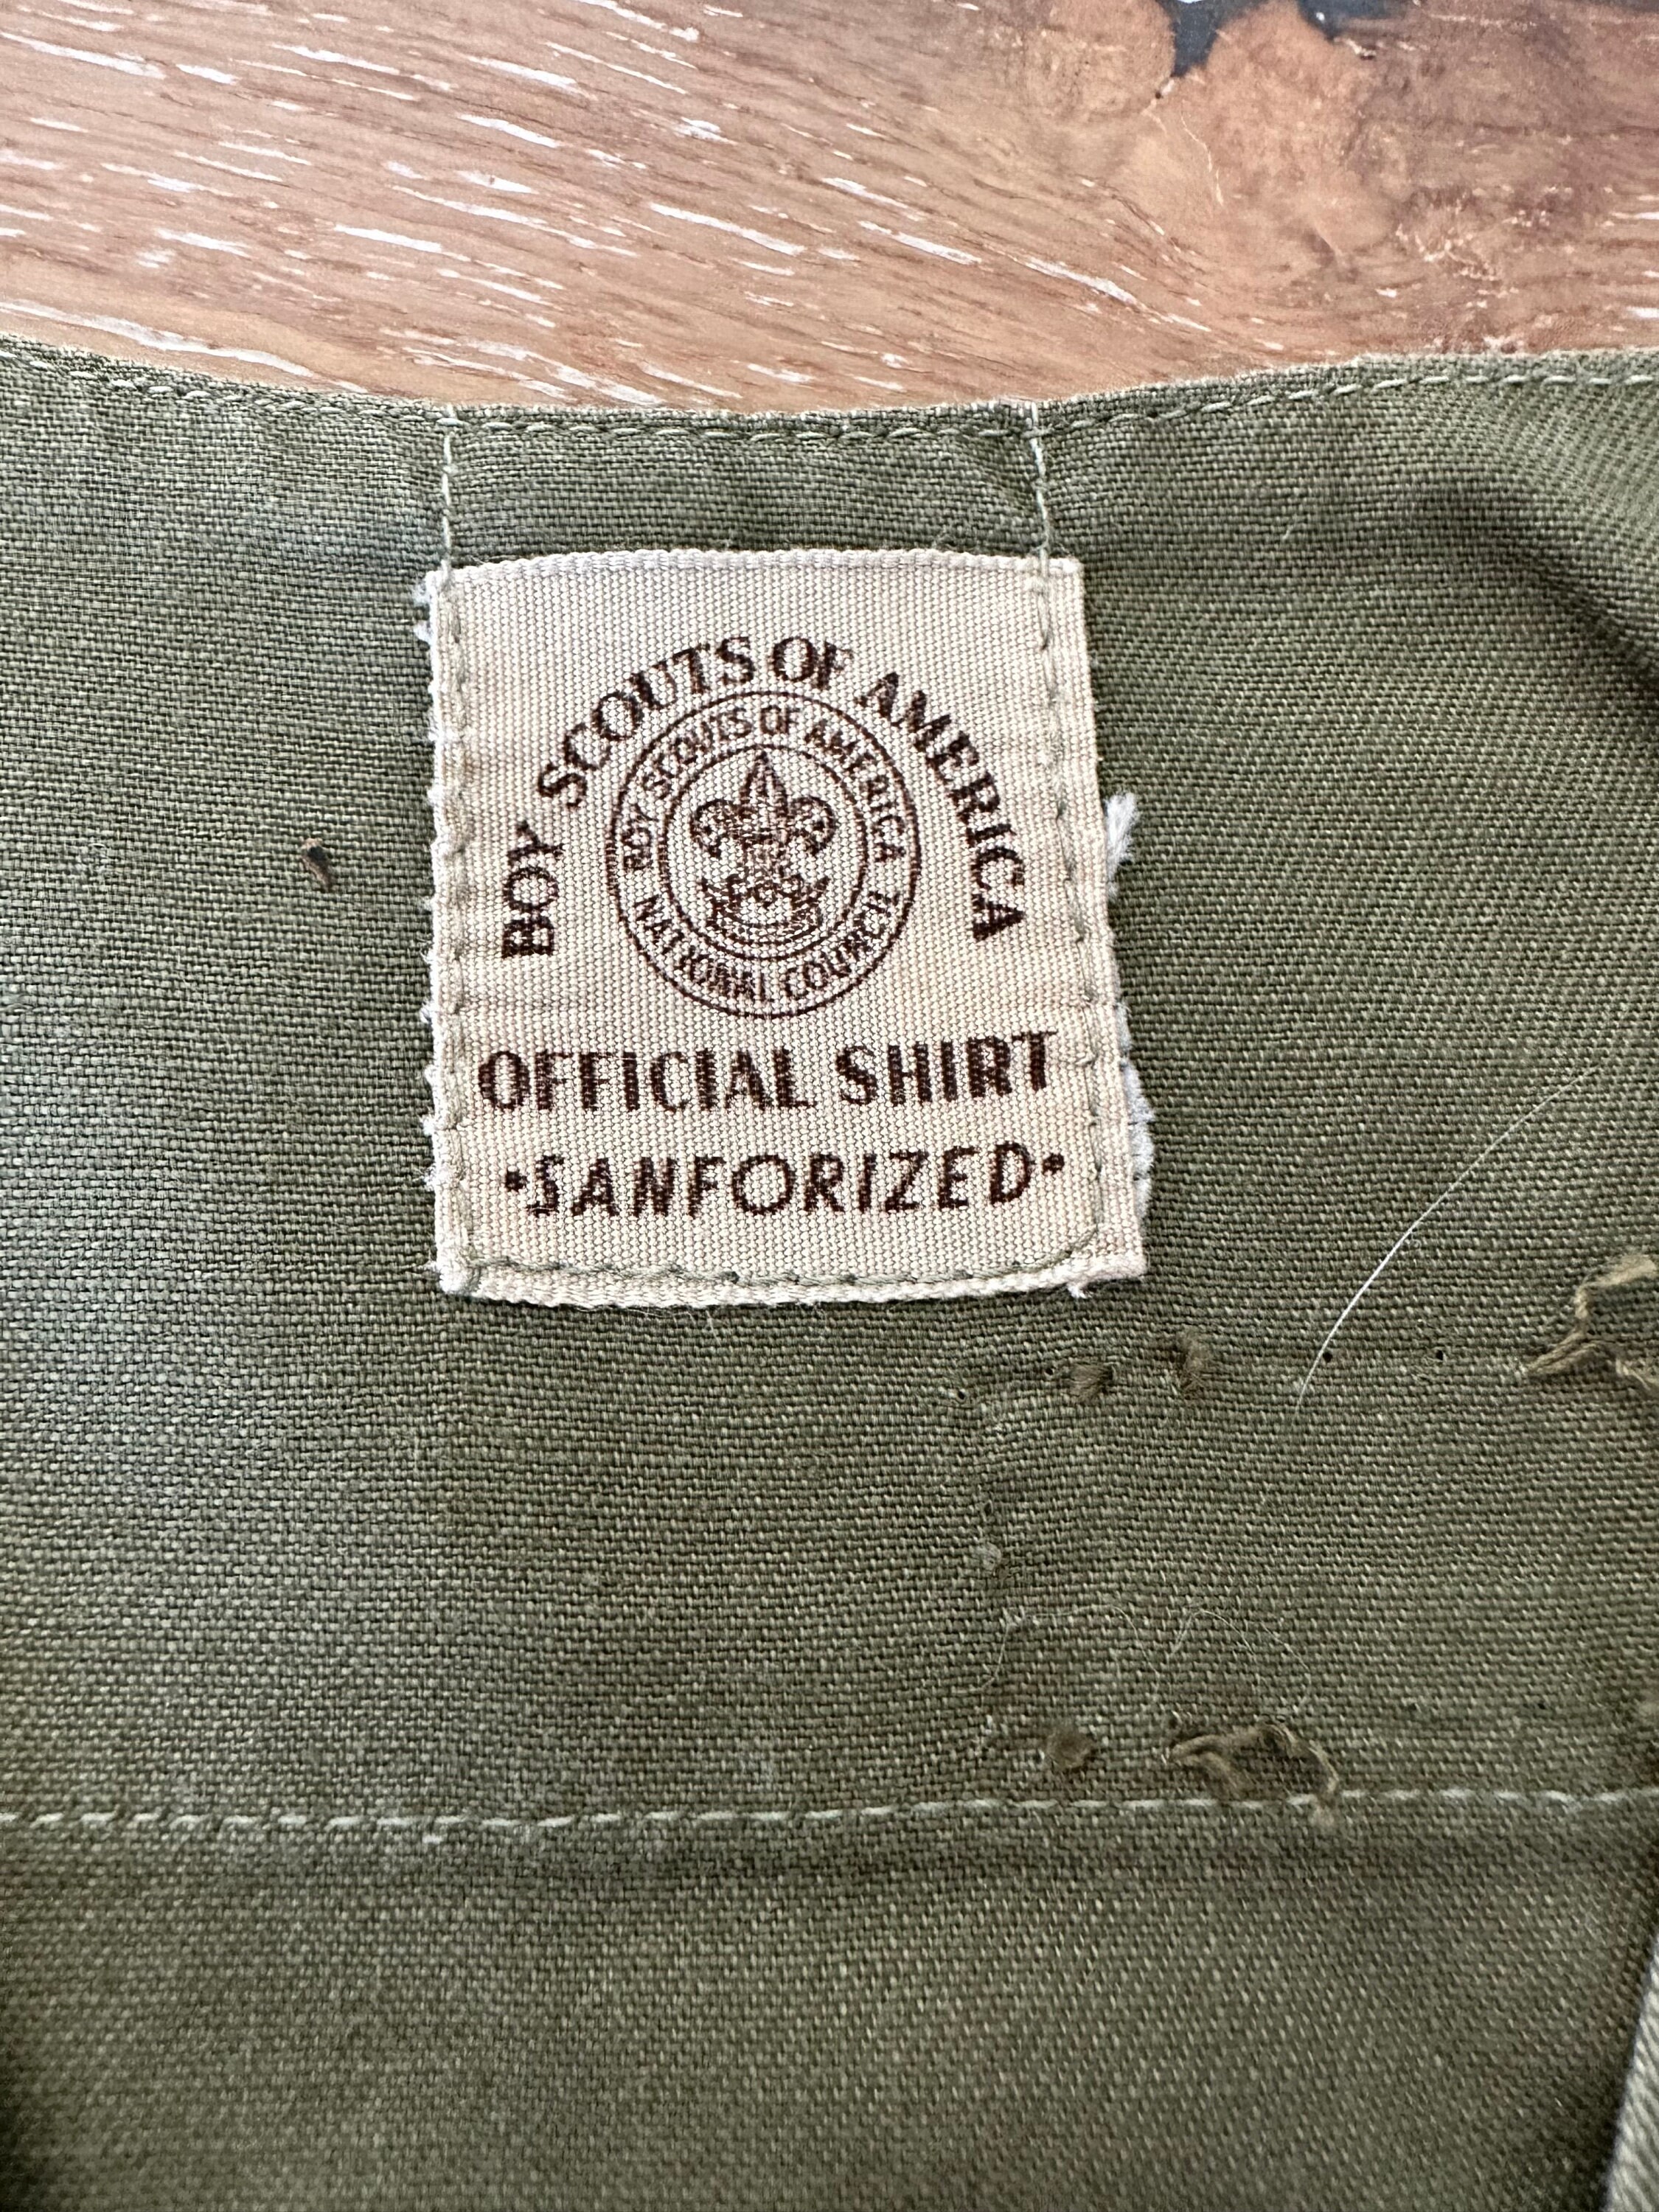 BOY SCOUTS OF AMERICA
BOY SCOUTS OF AMERICA
NATIONAL COUNCIL
OFFICIAL SHIRT
•SANFORIZED•